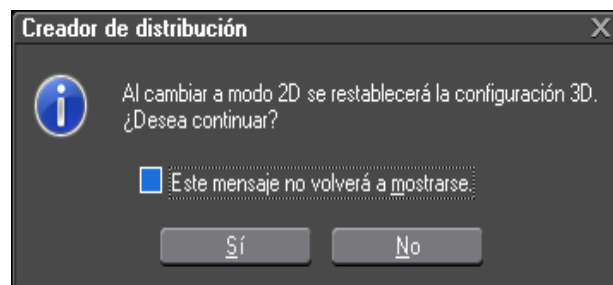 Creador de distribución
Al cambiar a modo 2D se restablecerá la configuración 3D.
¿Desea continuar?
Este mensaje no volverá a mostrarse.
Sí
No